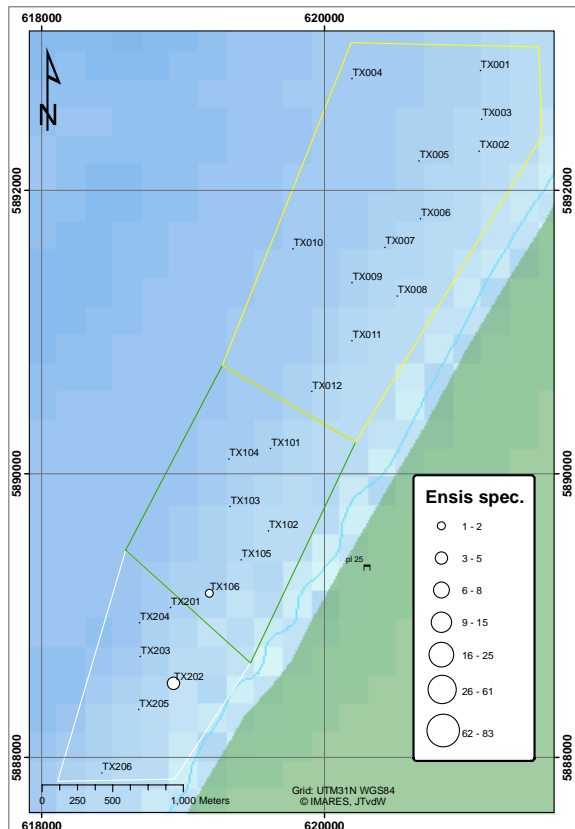 618000 620000
TX001
TX004
TX003
TX002
TX005
5892000 5892000
TX006
TX007
TX010
TX009
TX008
TX011
TX012
TX101
TX104
5890000 5890000
TX103
TX102
TX105
pl 25
TX106
TX201
TX204
TX203
TX202
TX205
5888000 5888000
TX206
N
Ensis spec.
1 - 2
3 - 5
6 - 8
9 - 15
16 - 25
26 - 61
62 - 83
0 250 500 1,000 Meters
Grid: UTM31N WGS84
© IMARES, JTvdW
618000 620000